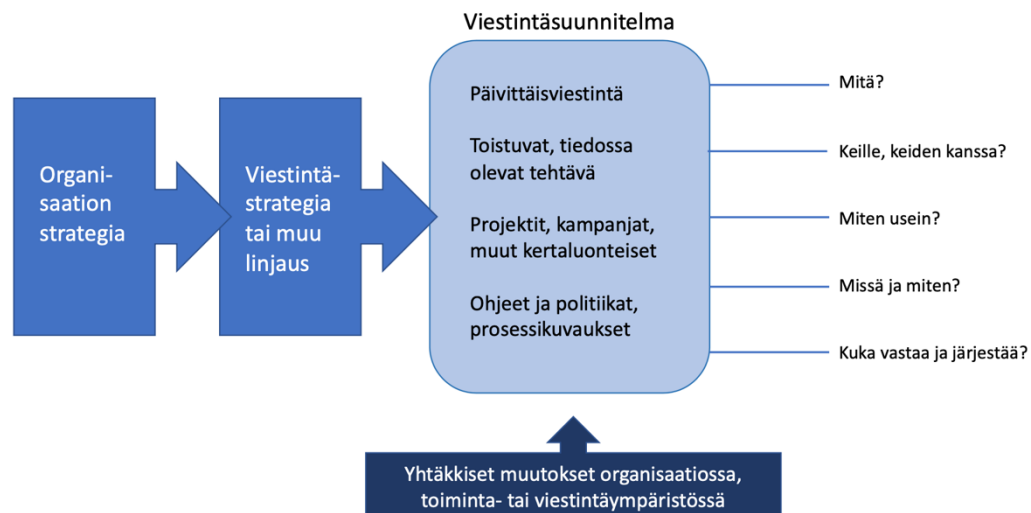 Viestintäsuunnitelma
Organi-
saation
strategia
Viestintä-
strategia
tai muu
linjaus
Päivittäisviestintä
Toistuvat, tiedossa
olevat tehtävä
Projektit, kampanjat,
muut kertaluonteiset
Ohjeet ja politiikat,
prosessikuvaukset
Mitä?
Keille, keiden kanssa?
Miten usein?
Missä ja miten?
Kuka vastaa ja järjestää?
Yhtäkkiset muutokset organisaatiossa,
toiminta- tai viestintäympäristössä